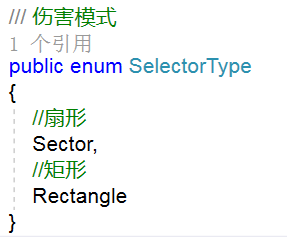 /// 伤害模式
1 个引用
public enum SelectorType
{
//扇形
Sector,
//矩形
Rectangle
}